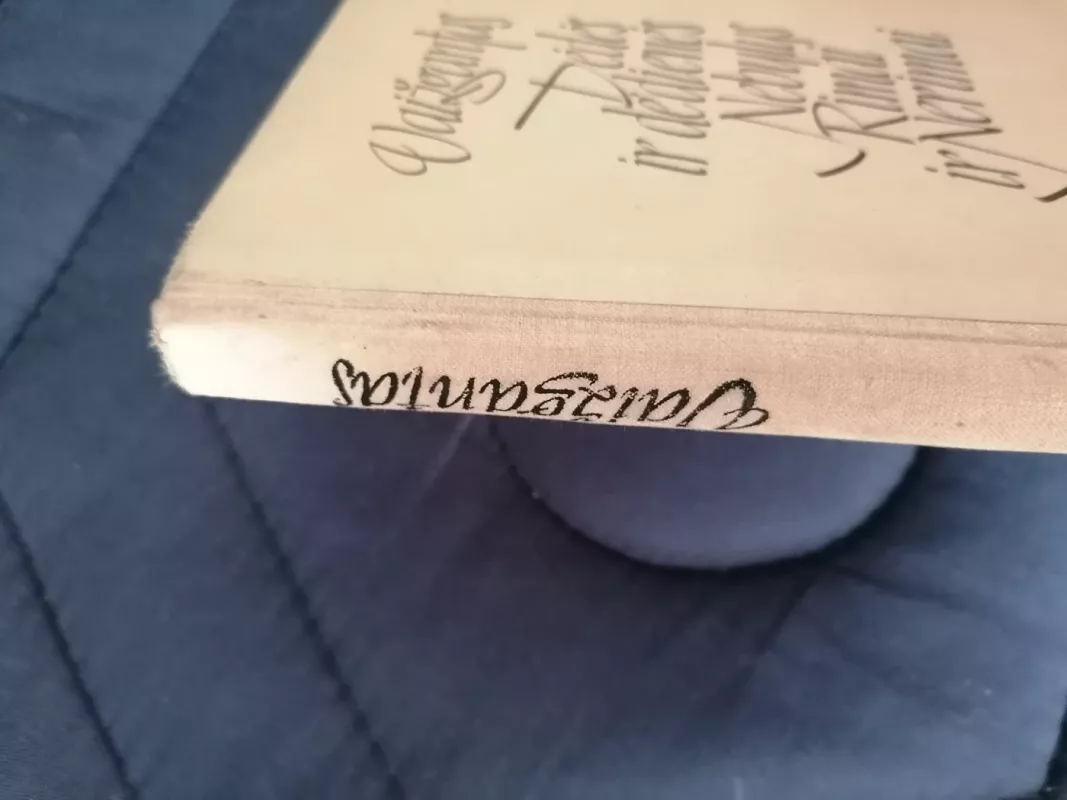 Vaižgantas
Dėdės
ir dėdienės
Nebylys
Rimai
ir Nerimai
Vaižgantas